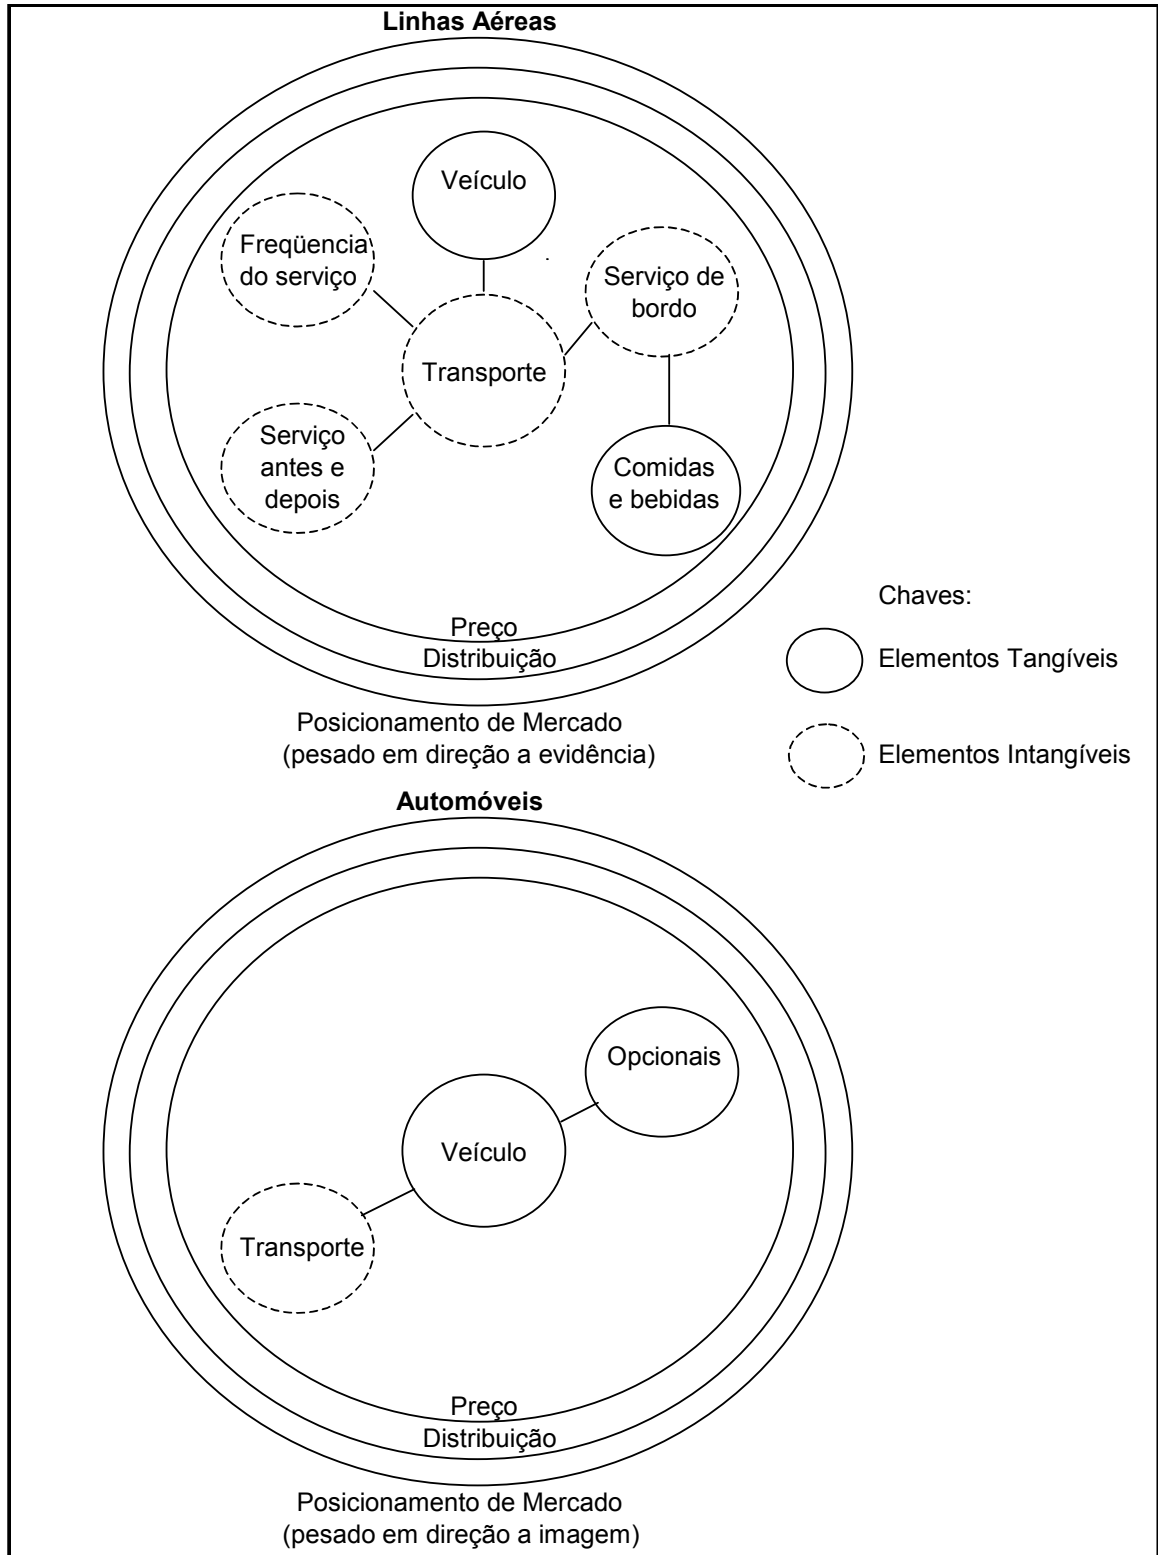 Linhas Aéreas
Veículo
Freqüencia
do serviço
Serviço de
bordo
Transporte
Serviço
antes e
depois
Comidas
e bebidas
Preço
Distribuição
Posicionamento de Mercado
(pesado em direção a evidência)
Chaves:
Elementos Tangíveis
Elementos Intangíveis
Automóveis
Opcionais
Veículo
Transporte
Preço
Distribuição
Posicionamento de Mercado
(pesado em direção a imagem)